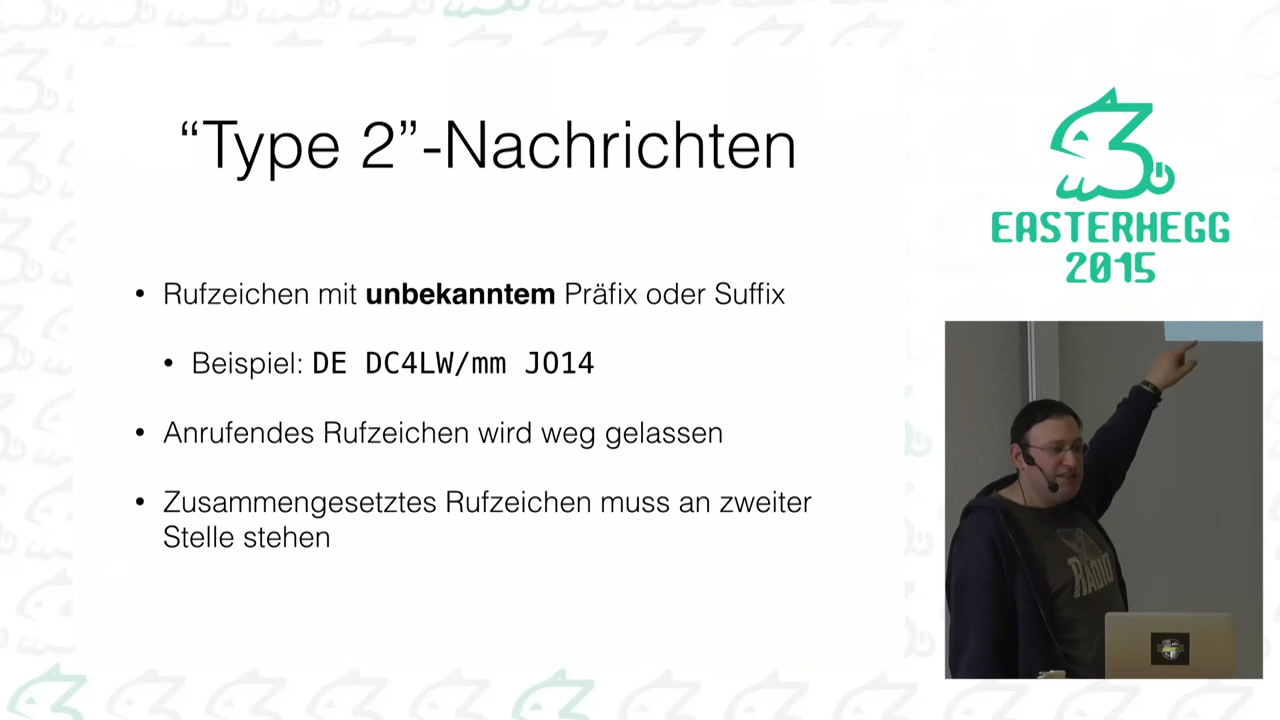 “Type 2”-Nachrichten
• Rufzeichen mit unbekanntem Präfix oder Suffix
• Beispiel: DE DC4LW/mm JO14
• Anrufendes Rufzeichen wird weg gelassen
• Zusammengesetztes Rufzeichen muss an zweiter
Stelle stehen
EASTERHEGG
2015
RADIO